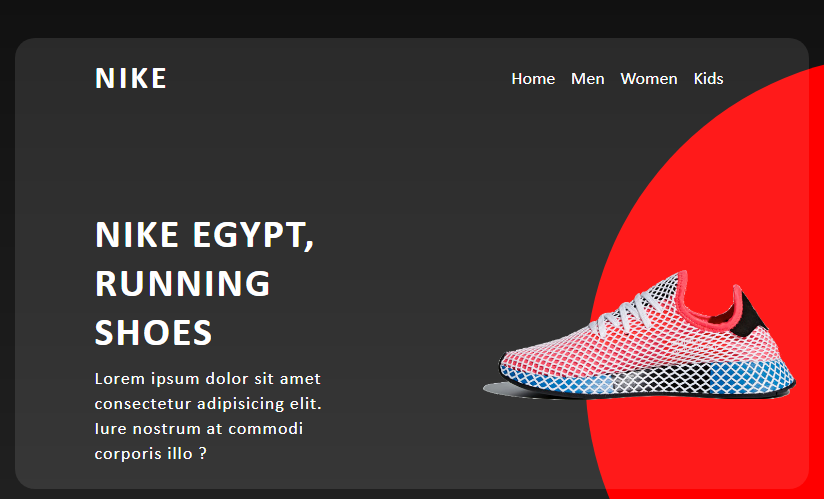 NIKE
Home Men Women Kids
NIKE EGYPT,
RUNNING
SHOES
Lorem ipsum dolor sit amet
consectetur adipisicing elit.
Iure nostrum at commodi
corporis illo ?